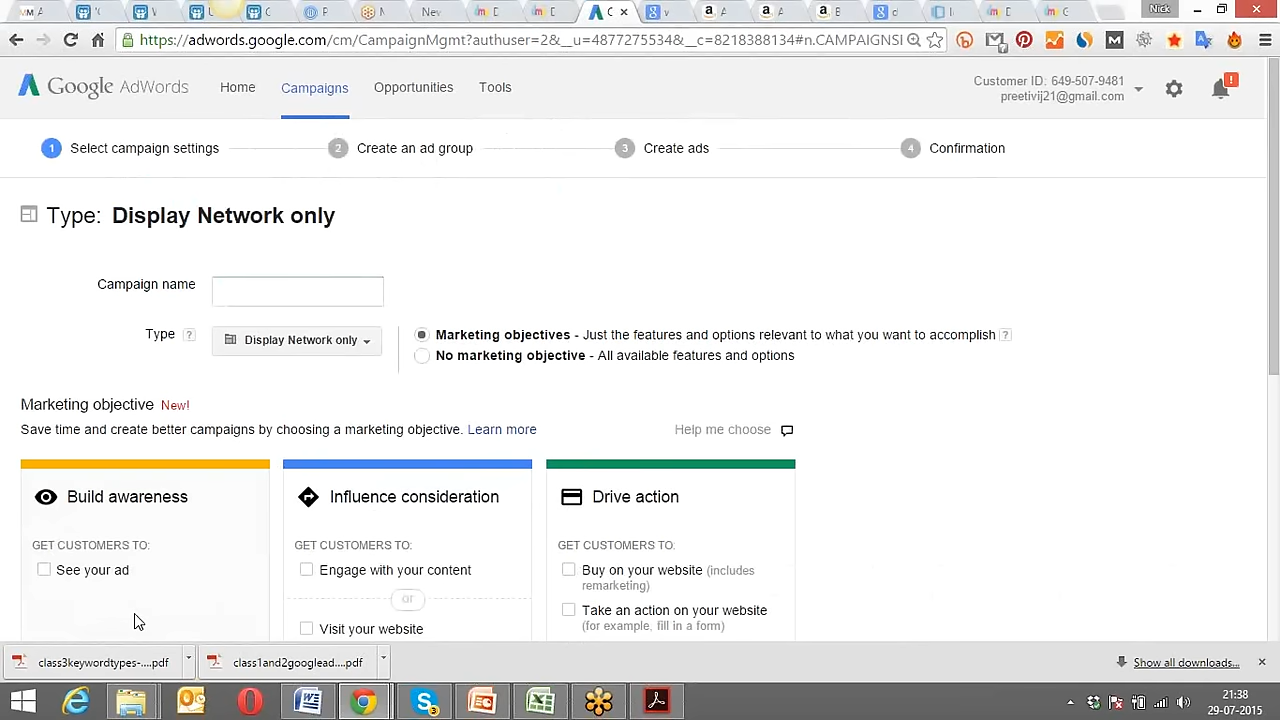 Nick
https://adwords.google.com/cm/CampaignMgmt?authuser=2&__u=4877275534&__c=8218388134#n.CAMPAIGNSI
Google AdWords
Home
Campaigns
Opportunities
Tools
Customer ID: 649-507-9481
preetivij21@gmail.com
1 Select campaign settings
2 Create an ad group
3 Create ads
4 Confirmation
Type: Display Network only
Campaign name
Type ?
Display Network only
Marketing objectives - Just the features and options relevant to what you want to accomplish ?
No marketing objective - All available features and options
Marketing objective New!
Save time and create better campaigns by choosing a marketing objective. Learn more
Help me choose
Build awareness
GET CUSTOMERS TO:
See your ad
Influence consideration
GET CUSTOMERS TO:
Engage with your content
or
Visit your website
Drive action
GET CUSTOMERS TO:
Buy on your website (includes
remarketing)
Take an action on your website
(for example, fill in a form)
class3keywordtypes-....pdf
class1and2googlead....pdf
Show all downloads...
21:38
29-07-2015